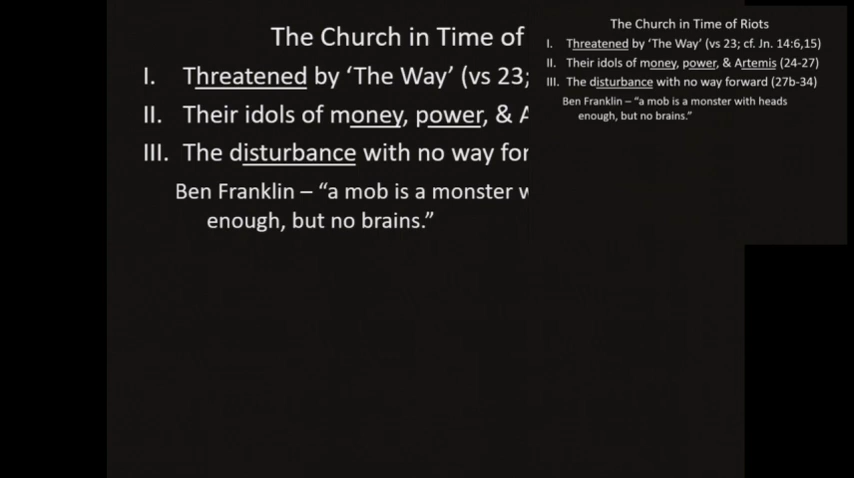 The Church in Time of
I. Threatened by ‘The Way’ (vs 23;
II. Their idols of money, power, &
III. The disturbance with no way for
Ben Franklin – “a mob is a monster
enough, but no brains.”
The Church in Time of Riots
I. Threatened by ‘The Way’ (vs 23; cf. Jn. 14:6,15)
II. Their idols of money, power, & Artemis (24-27)
III. The disturbance with no way forward (27b-34)
Ben Franklin – “a mob is a monster with heads
enough, but no brains.”